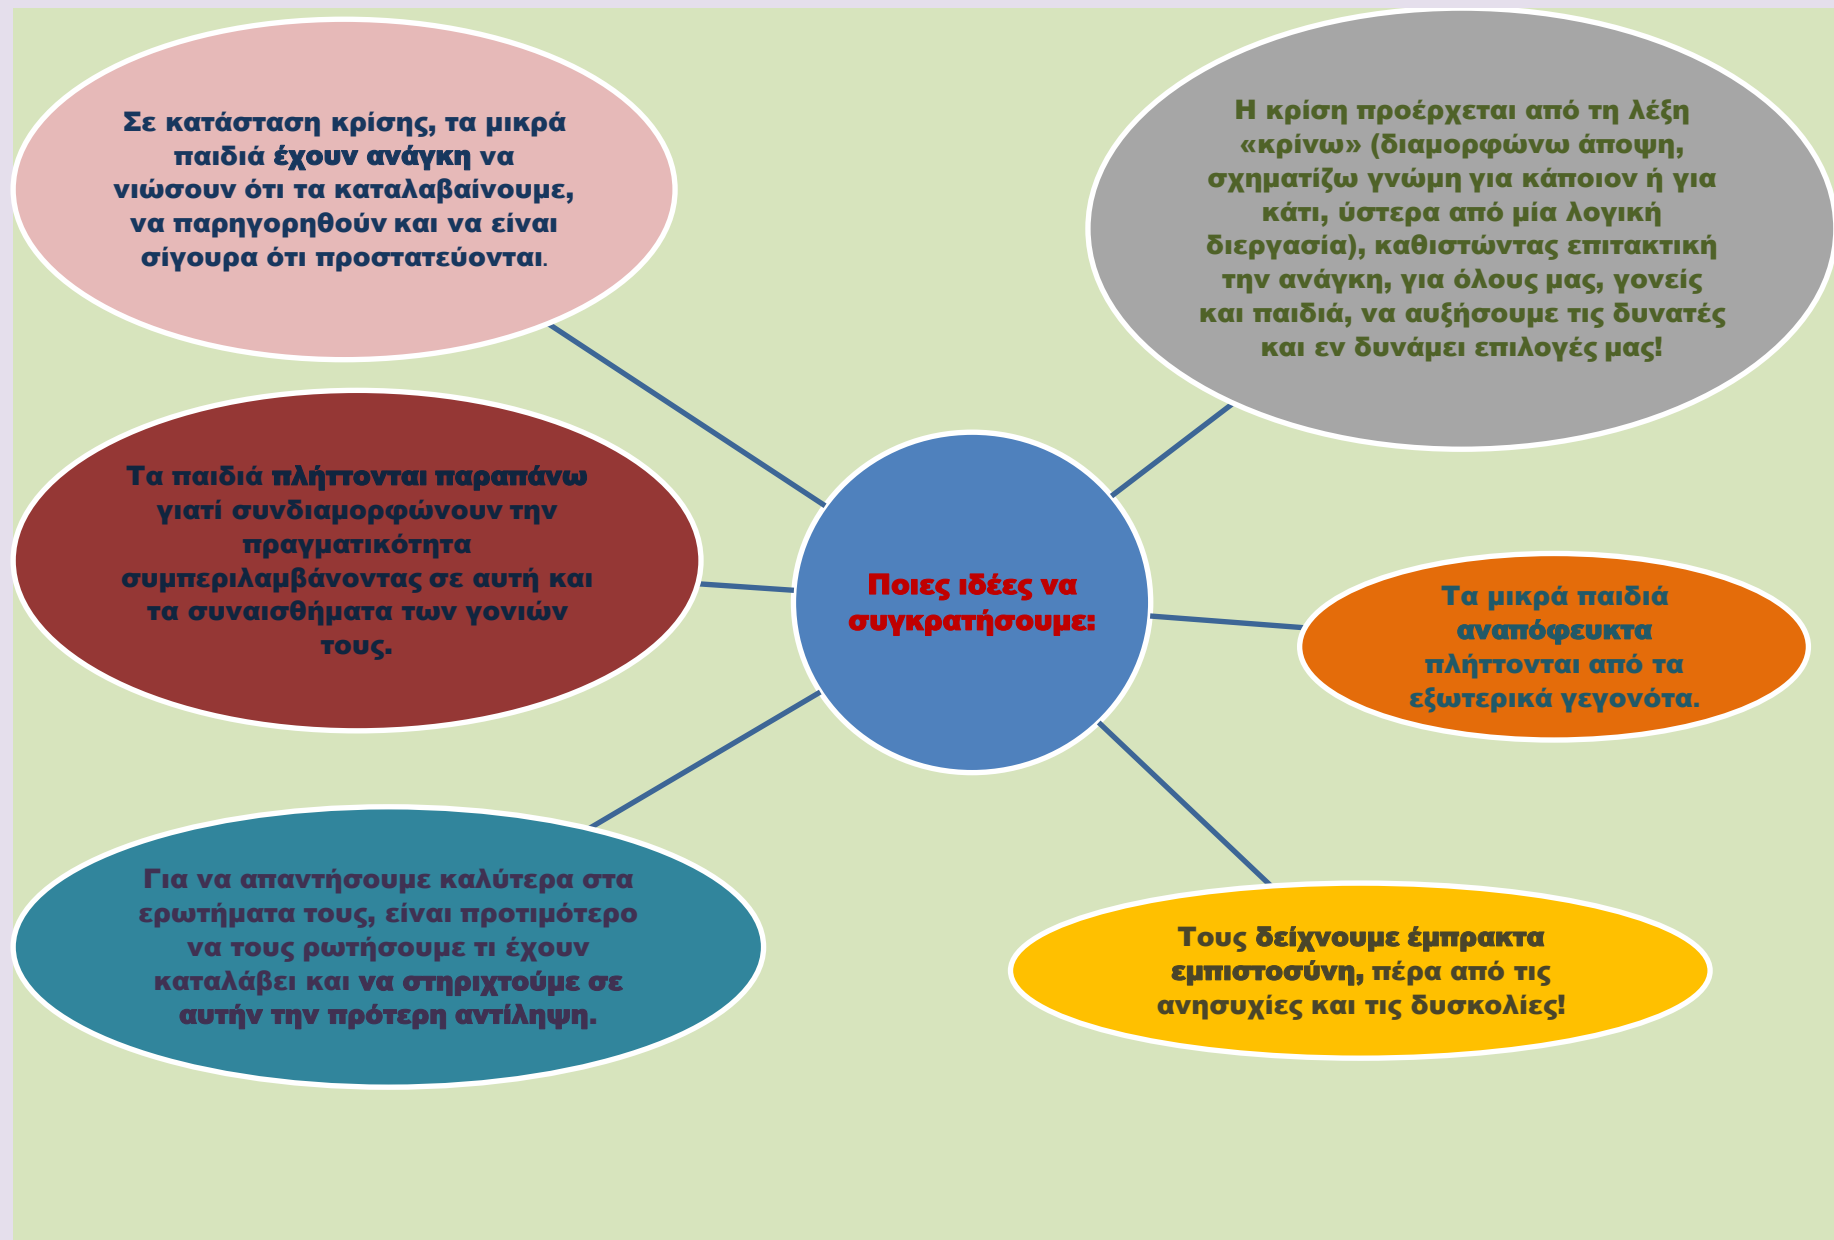 Σε κατάσταση κρίσης, τα μικρά
παιδιά έχουν ανάγκη να
νιώσουν ότι τα καταλαβαίνουμε,
να παρηγορηθούν και να είναι
σίγουρα ότι προστατεύονται.
Η κρίση προέρχεται από τη λέξη
«κρίνω» (διαμορφώνω άποψη,
σχηματίζω γνώμη για κάποιον ή για
κάτι, ύστερα από μία λογική
διεργασία), καθιστώντας επιτακτική
την ανάγκη, για όλους μας, γονείς
και παιδιά, να αυξήσουμε τις δυνατές
και εν δυνάμει επιλογές μας!
Τα παιδιά πλήττονται παραπάνω
γιατί συνδιαμορφώνουν την
πραγματικότητα
συμπεριλαμβάνοντας σε αυτή και
τα συναισθήματα των γονιών
τους.
Ποιες ιδέες να
συγκρατήσουμε:
Τα μικρά παιδιά
αναπόφευκτα
πλήττονται από τα
εξωτερικά γεγονότα.
Για να απαντήσουμε καλύτερα στα
ερωτήματα τους, είναι προτιμότερο
να τους ρωτήσουμε τι έχουν
καταλάβει και να στηριχτούμε σε
αυτήν την πρότερη αντίληψη.
Τους δείχνουμε έμπρακτα
εμπιστοσύνη, πέρα από τις
ανησυχίες και τις δυσκολίες!